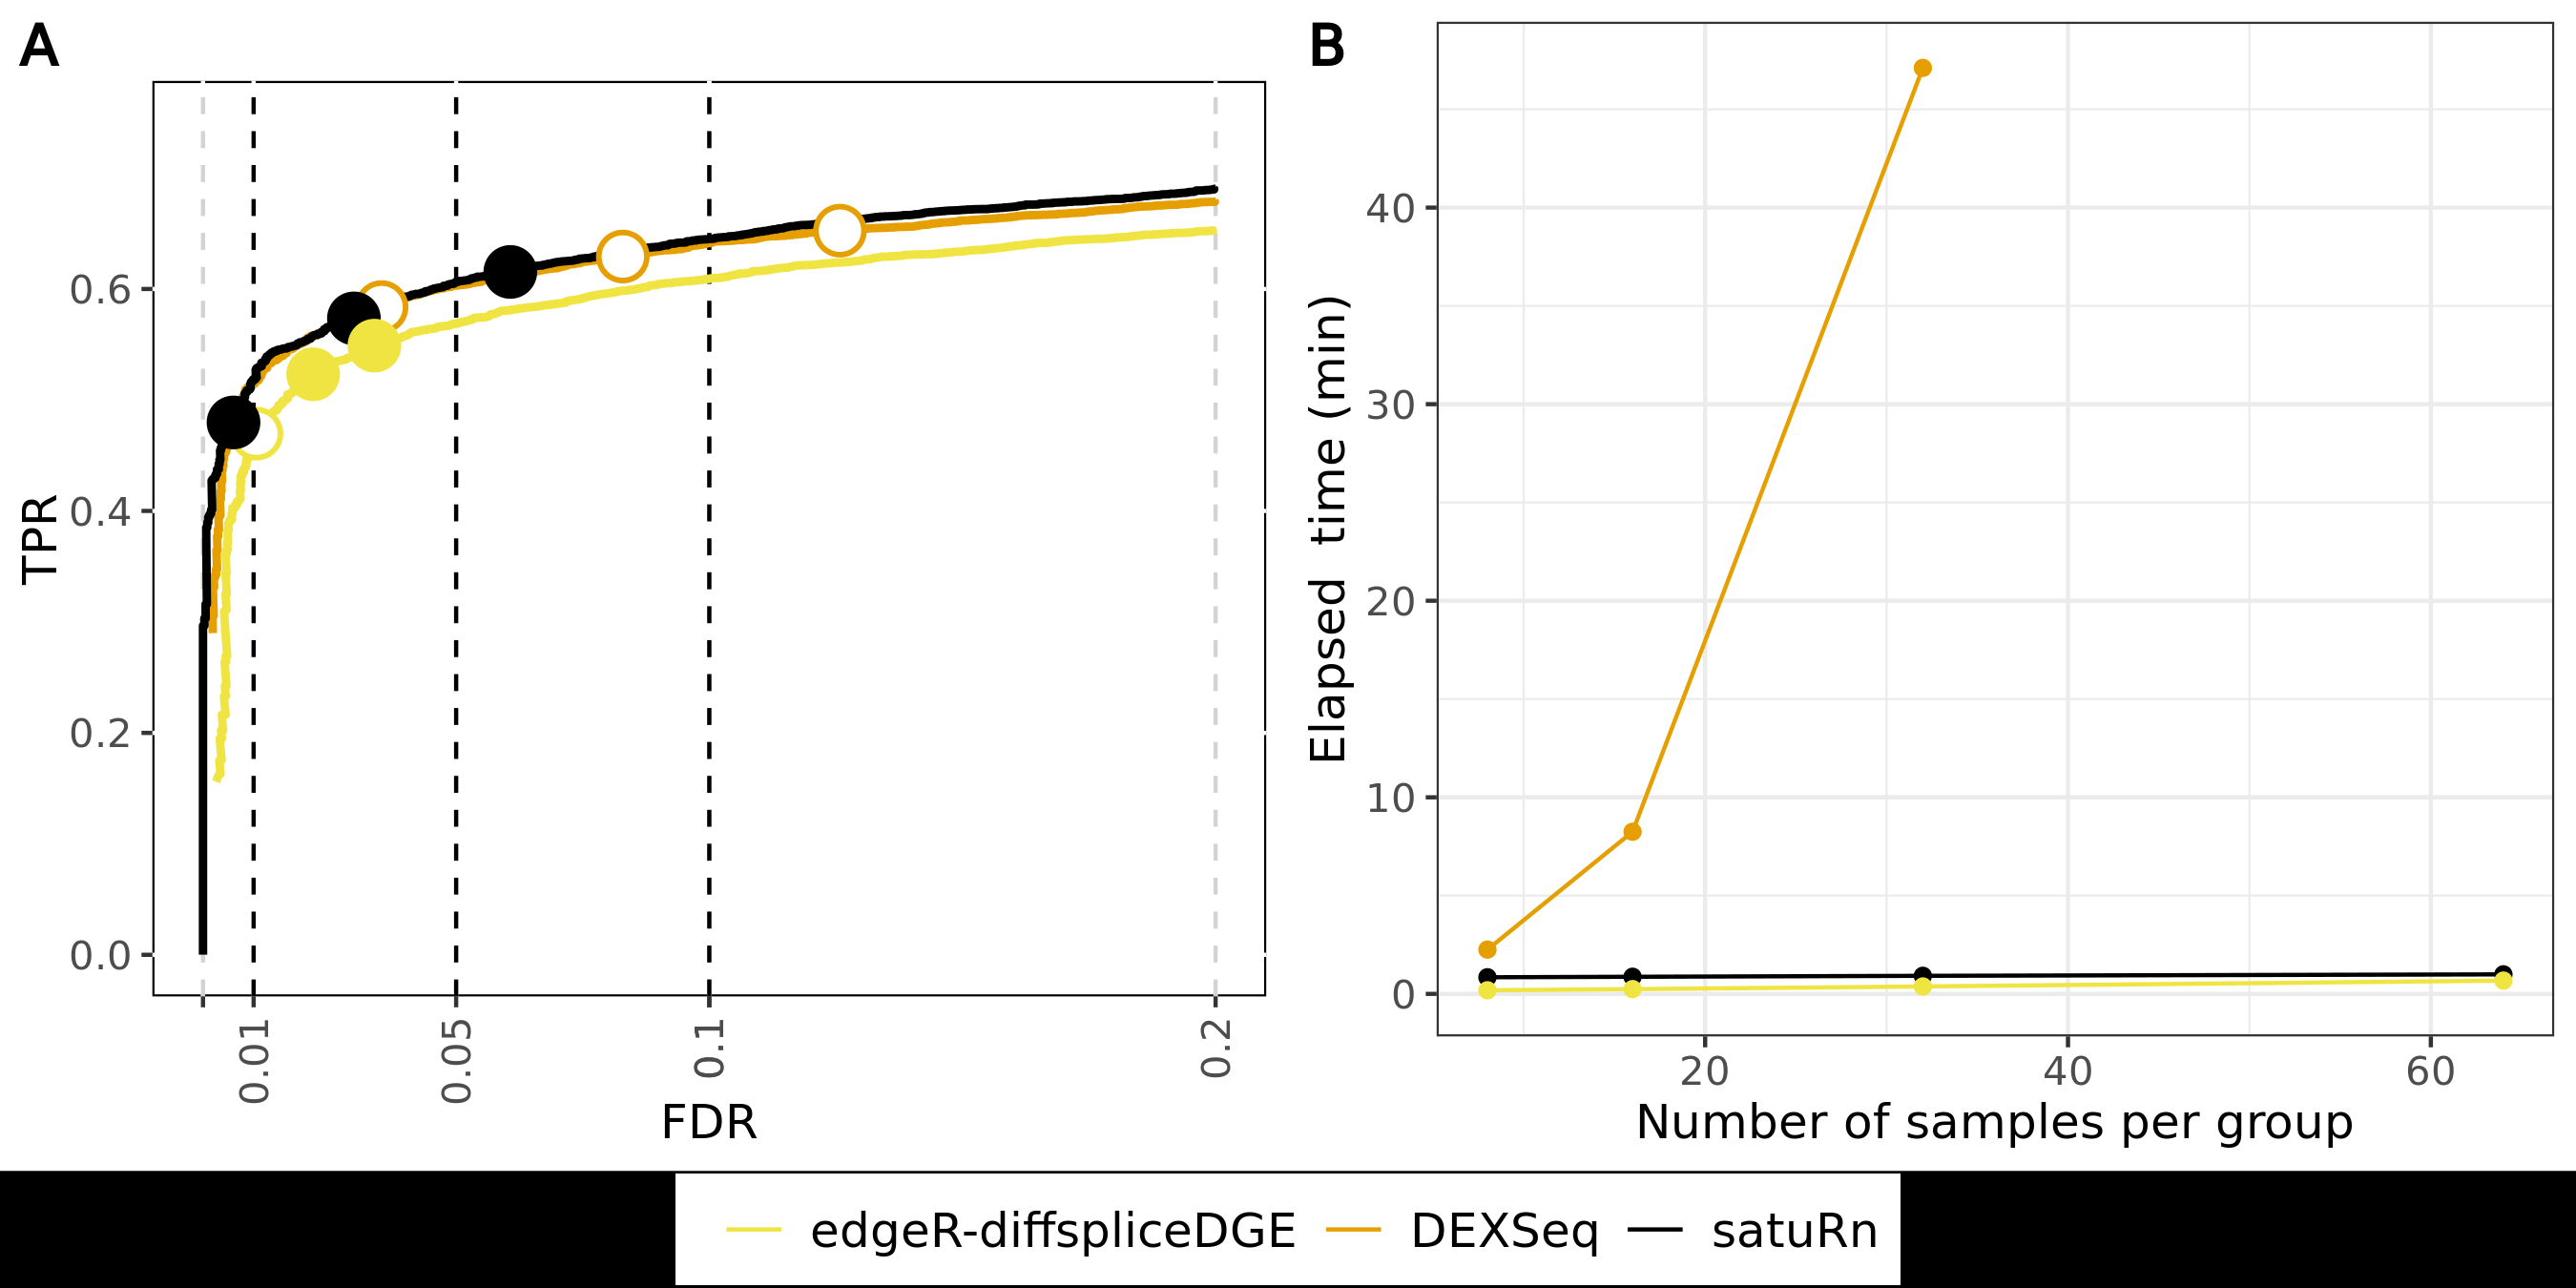 A
TPR
0.6
0.4
0.2
0.0
0.01
0.05
0.1
0.2
FDR
B
Elapsed time (min)
40
30
20
10
0
20
40
60
Number of samples per group
edgeR-diffspliceDGE
DEXSeq
satuRn